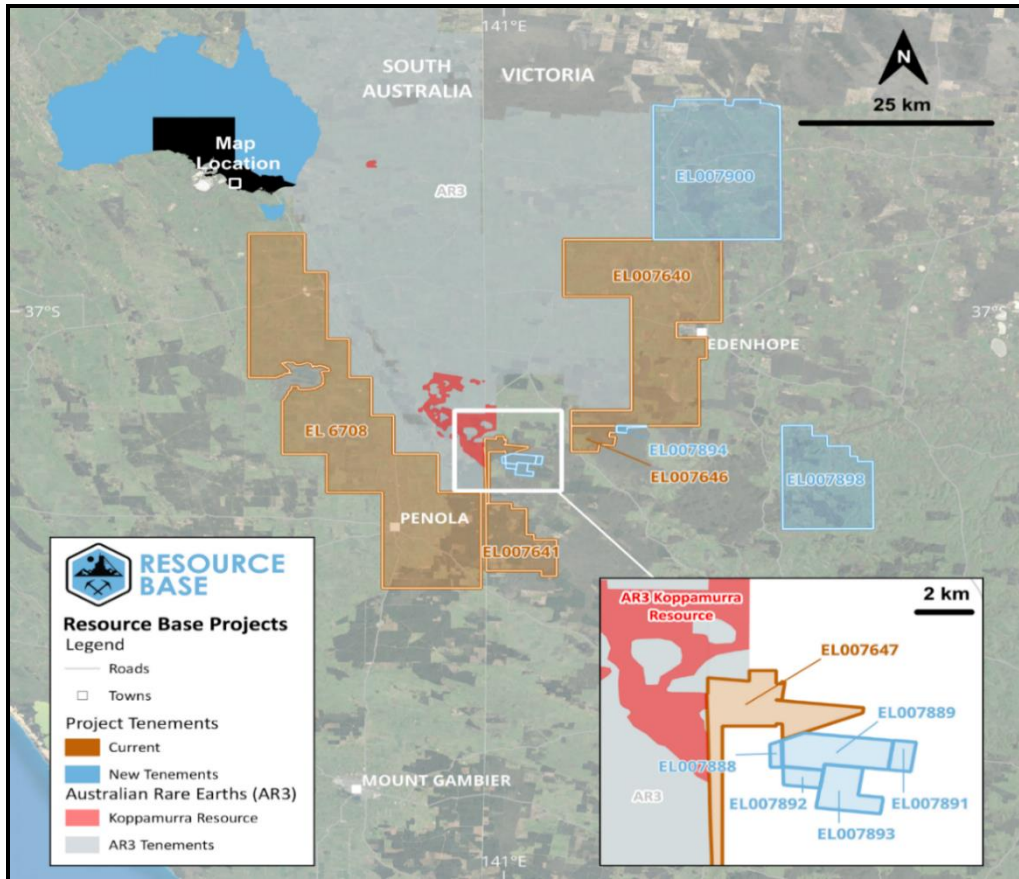 141°E
SOUTH
AUSTRALIA
VICTORIA
N
25 km
Map
Location
AR3
EL007900
37°S
37°S
EL007640
EDENHOPE
EL 6708
EL007894
EL007646
EL007898
PENOLA
EL007641
RESOURCE
BASE
Resource Base Projects
Legend
Roads
Towns
Project Tenements
Current
New Tenements
Australian Rare Earths (AR3)
Koppamurra Resource
AR3 Tenements
MOUNT GAMBIER
141°E
AR3 Koppamurra
Resource
2 km
EL007647
EL007889
EL007888
AR3
EL007892
EL007891
EL007893